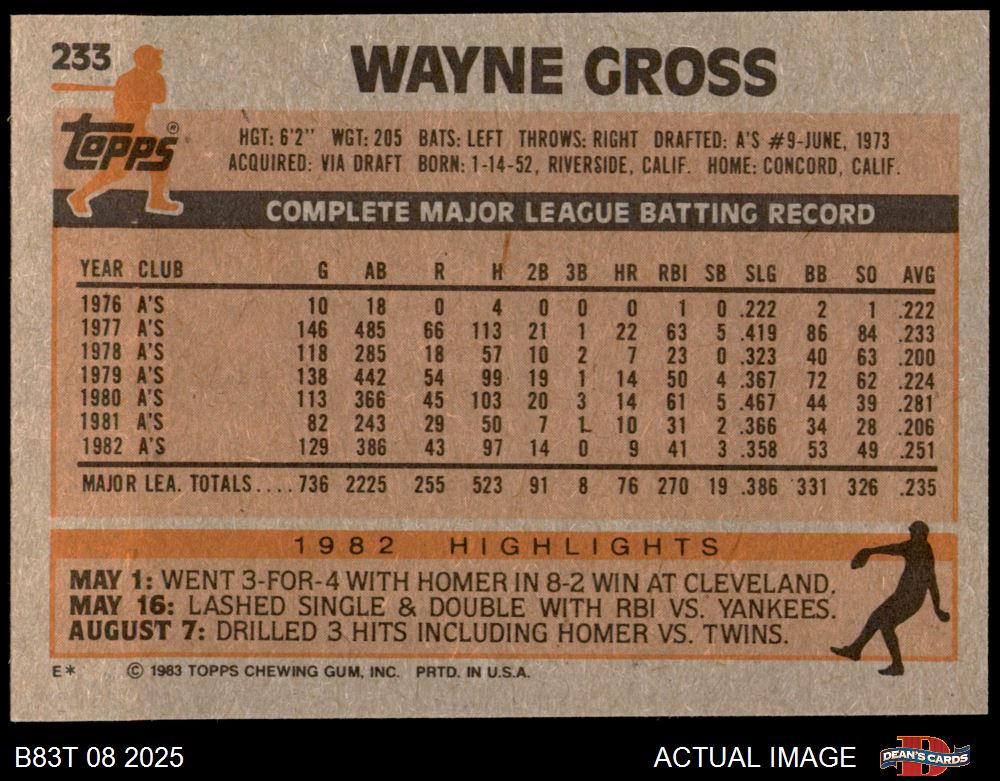 233
WAYNE GROSS
Topps®
HGT: 6'2" WGT: 205 BATS: LEFT THROWS: RIGHT DRAFTED: A'S #9-JUNE, 1973
ACQUIRED: VIA DRAFT BORN: 1-14-52, RIVERSIDE, CALIF. HOME: CONCORD, CALIF.
COMPLETE MAJOR LEAGUE BATTING RECORD
YEAR CLUB G AB R H 2B 3B HR RBI SB SLG BB SO AVG
1976 A'S 10 18 0 4 0 0 0 1 0 .222 2 1 .222
1977 A'S 146 485 66 113 21 1 22 63 5 .419 86 84 .233
1978 A'S 118 285 18 57 10 2 7 23 0 .323 40 63 .200
1979 A'S 138 442 54 99 19 1 14 50 4 .367 72 62 .224
1980 A'S 113 366 45 103 20 3 14 61 5 .467 44 39 .281
1981 A'S 82 243 29 50 7 1 10 31 2 .366 34 28 .206
1982 A'S 129 386 43 97 14 0 9 41 3 .358 53 49 .251
MAJOR LEA. TOTALS.... 736 2225 255 523 91 8 76 270 19 .386 331 326 .235
1982 HIGHLIGHTS
MAY 1: WENT 3-FOR-4 WITH HOMER IN 8-2 WIN AT CLEVELAND.
MAY 16: LASHED SINGLE & DOUBLE WITH RBI VS. YANKEES.
AUGUST 7: DRILLED 3 HITS INCLUDING HOMER VS. TWINS.
E* © 1983 TOPPS CHEWING GUM, INC. PRTD. IN U.S.A.
B83T 08 2025 ACTUAL IMAGE DEAN'S CARDS